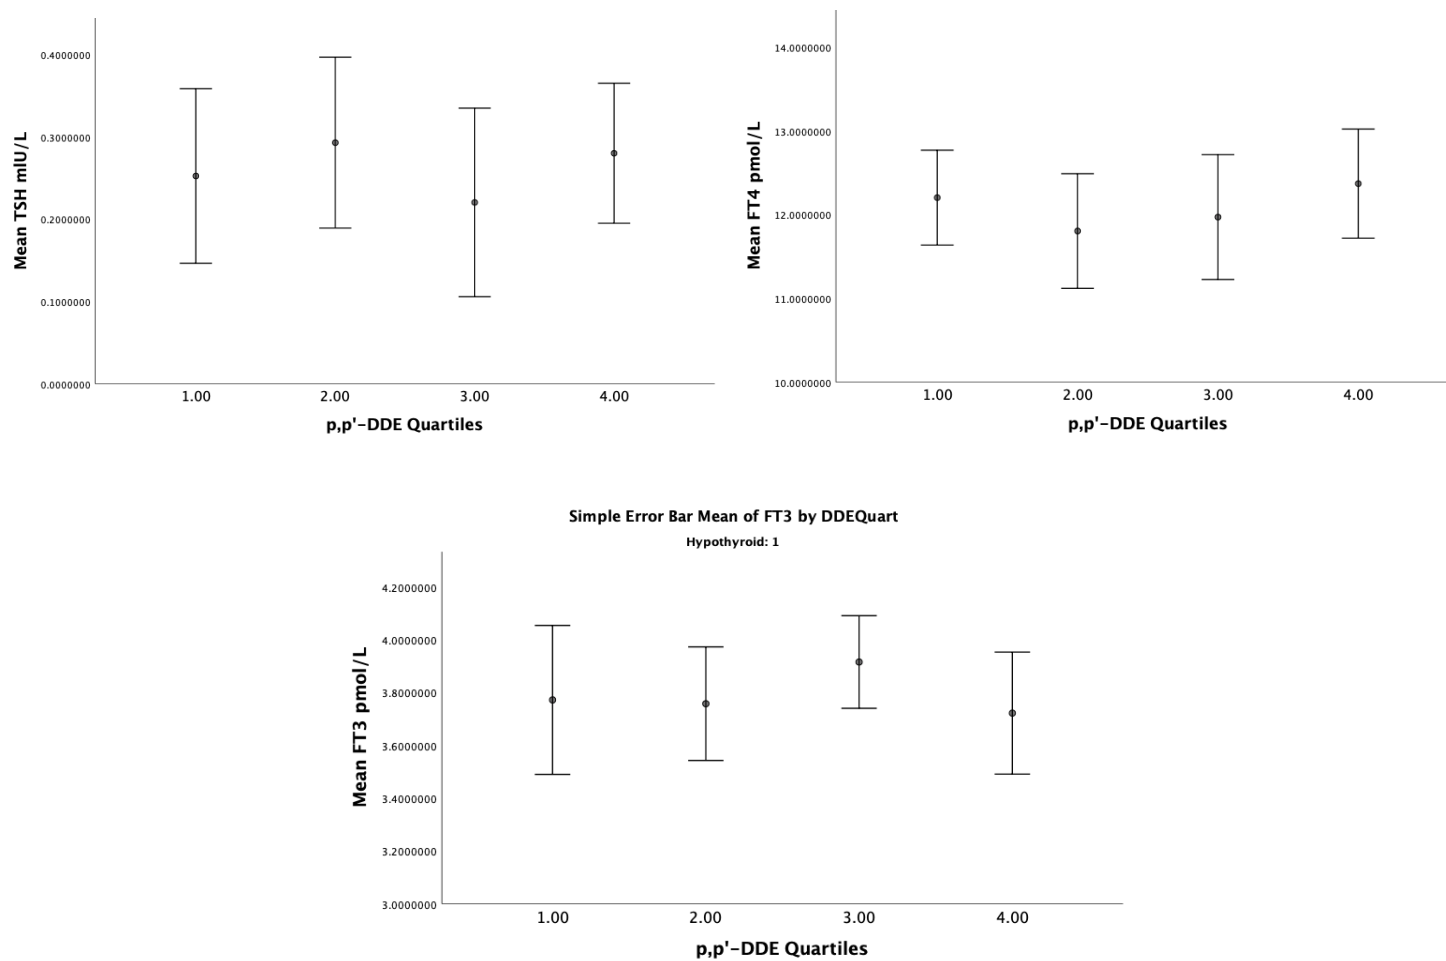 0.4000000
0.3000000
0.2000000
0.1000000
0.0000000
Mean TSH mIU/L
1.00 2.00 3.00 4.00
p,p'-DDE Quartiles
14.0000000
13.0000000
12.0000000
11.0000000
10.0000000
Mean FT4 pmol/L
1.00 2.00 3.00 4.00
p,p'-DDE Quartiles
Simple Error Bar Mean of FT3 by DDEQuart
Hypothyroid: 1
4.2000000
4.0000000
3.8000000
3.6000000
3.4000000
3.2000000
3.0000000
Mean FT3 pmol/L
1.00 2.00 3.00 4.00
p,p'-DDE Quartiles